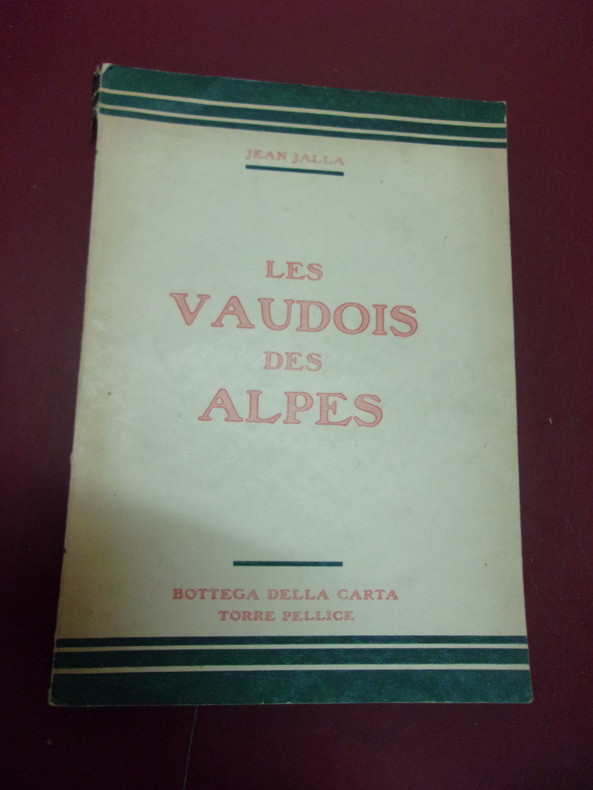 JEAN JALLA
LES
VAUDOIS
DES
ALPES
BOTTEGA DELLA CARTA
TORRE PELLICE